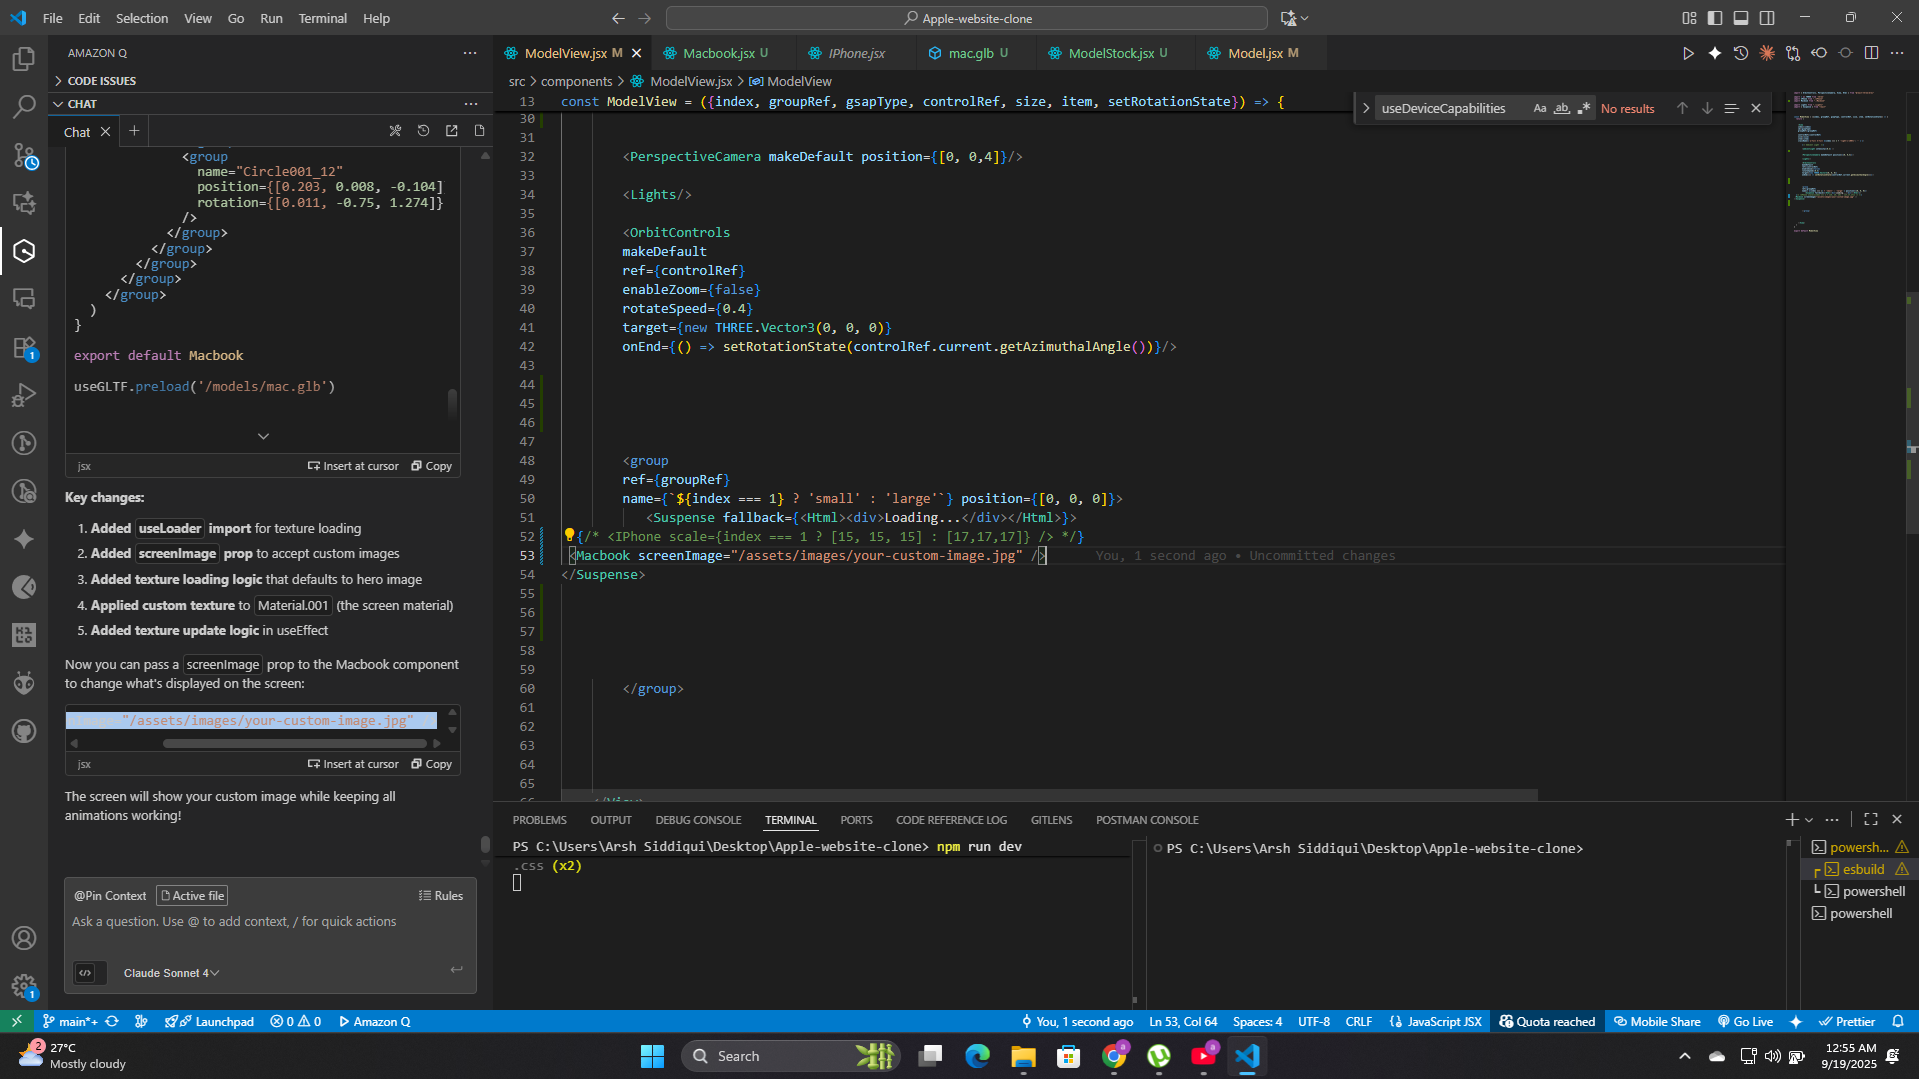 File Edit Selection View Go Run Terminal Help
Apple-website-clone
AMAZON Q
CODE ISSUES
CHAT
Chat
<group
name="Circle001_12"
position={[0.203, 0.008, -0.104]
rotation={[0.011, -0.75, 1.274]}
/>
</group>
</group>
</group>
</group>
</group>
)
}
export default Macbook
useGLTF.preload('/models/mac.glb')
jsx Insert at cursor Copy
Key changes:
1. Added useLoader import for texture loading
2. Added screenImage prop to accept custom images
3. Added texture loading logic that defaults to hero image
4. Applied custom texture to Material.001 (the screen material)
5. Added texture update logic in useEffect
Now you can pass a screenImage prop to the Macbook component
to change what's displayed on the screen:
="/assets/images/your-custom-image.jpg" /
jsx Insert at cursor Copy
The screen will show your custom image while keeping all
animations working!
@Pin Context Active file Rules
Ask a question. Use @ to add context, / for quick actions
Claude Sonnet 4
ModelView.jsx M Macbook.jsx U IPhone.jsx mac.glb U ModelStock.jsx U Model.jsx M
src > components > ModelView.jsx > ModelView
useDeviceCapabilities Aa ab No results
13 const ModelView = ({index, groupRef, gsapType, controlRef, size, item, setRotationState}) => {
30
31
32 <PerspectiveCamera makeDefault position={[0, 0,4]}/>
33
34 <Lights/>
35
36 <OrbitControls
37 makeDefault
38 ref={controlRef}
39 enableZoom={false}
40 rotateSpeed={0.4}
41 target={new THREE.Vector3(0, 0, 0)}
42 onEnd={() => setRotationState(controlRef.current.getAzimuthalAngle())}/>
43
44
45
46
47
48 <group
49 ref={groupRef}
50 name={`${index === 1} ? 'small' : 'large'`} position={[0, 0, 0]}>
51 <Suspense fallback={<Html><div>Loading...</div></Html>}>
52 {/* <IPhone scale={index === 1 ? [15, 15, 15] : [17,17,17]} /> */}
53 <Macbook screenImage="/assets/images/your-custom-image.jpg" /> You, 1 second ago • Uncommitted changes
54 </Suspense>
55
56
57
58
59
60 </group>
61
62
63
64
65
66 </View>
PROBLEMS OUTPUT DEBUG CONSOLE TERMINAL PORTS CODE REFERENCE LOG GITLENS POSTMAN CONSOLE
PS C:\Users\Arsh Siddiqui\Desktop\Apple-website-clone> npm run dev
.css (x2)
PS C:\Users\Arsh Siddiqui\Desktop\Apple-website-clone>
powersh...
esbuild
powershell
powershell
main*+ Launchpad 0 0 Amazon Q You, 1 second ago Ln 53, Col 64 Spaces: 4 UTF-8 CRLF JavaScript JSX Quota reached Mobile Share Go Live Prettier
2 27°C
Mostly cloudy
Search
12:55 AM
9/19/2025